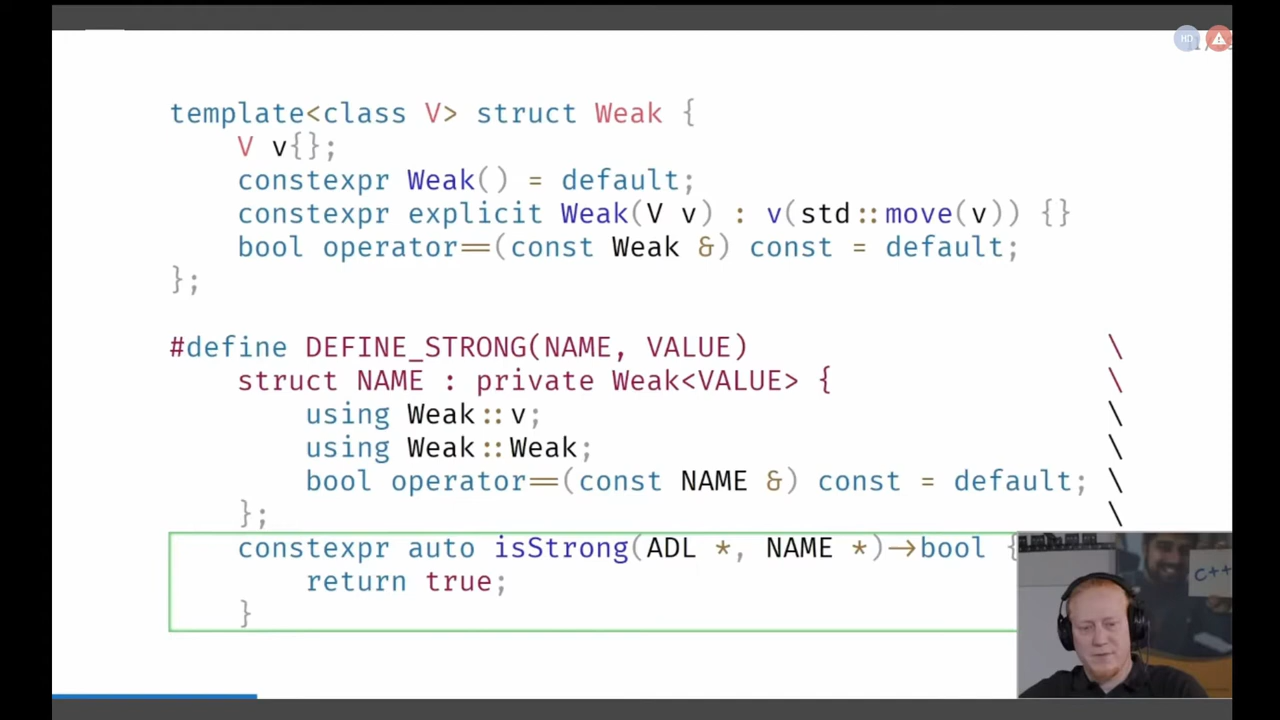 HD
template<class V> struct Weak {
V v{};
constexpr Weak() = default;
constexpr explicit Weak(V v) : v(std::move(v)) {}
bool operator==(const Weak &) const = default;
};
#define DEFINE_STRONG(NAME, VALUE) \
struct NAME : private Weak<VALUE> { \
using Weak::v; \
using Weak::Weak; \
bool operator==(const NAME &) const = default; \
}; \
constexpr auto isStrong(ADL *, NAME *)->bool {
return true;
}
C++